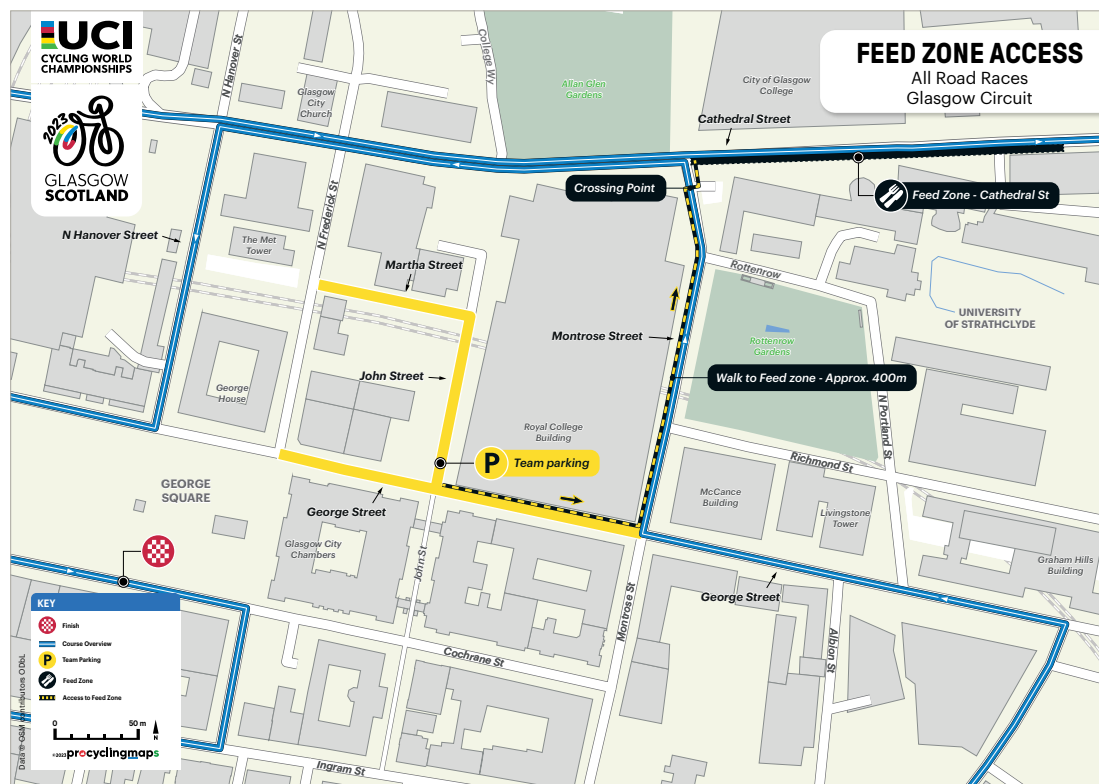 UCI
CYCLING WORLD
CHAMPIONSHIPS
2023
GLASGOW
SCOTLAND
FEED ZONE ACCESS
All Road Races
Glasgow Circuit
N Hanover St
College Wy
Allan Glen
Gardens
City of Glasgow
College
Glasgow
City
Church
Cathedral Street
Crossing Point
Feed Zone - Cathedral St
N Frederick St
N Hanover Street
The Met
Tower
Martha Street
Rottenrow
UNIVERSITY
OF STRATHCLYDE
Montrose Street
Rottenrow
Gardens
John Street
Walk to Feed zone - Approx. 400m
George
House
N Portland St
Royal College
Building
P
Team parking
Richmond St
GEORGE
SQUARE
George Street
McCance
Building
Livingstone
Tower
Glasgow City
Chambers
John St
Graham Hills
Building
George Street
Montrose St
Albion St
Cochrane St
Ingram St
KEY
Finish
Course Overview
P
Team Parking
Feed Zone
Access to Feed Zone
0
50 m
N
©2023 procyclingmaps
Data © OSM contributors ODbL